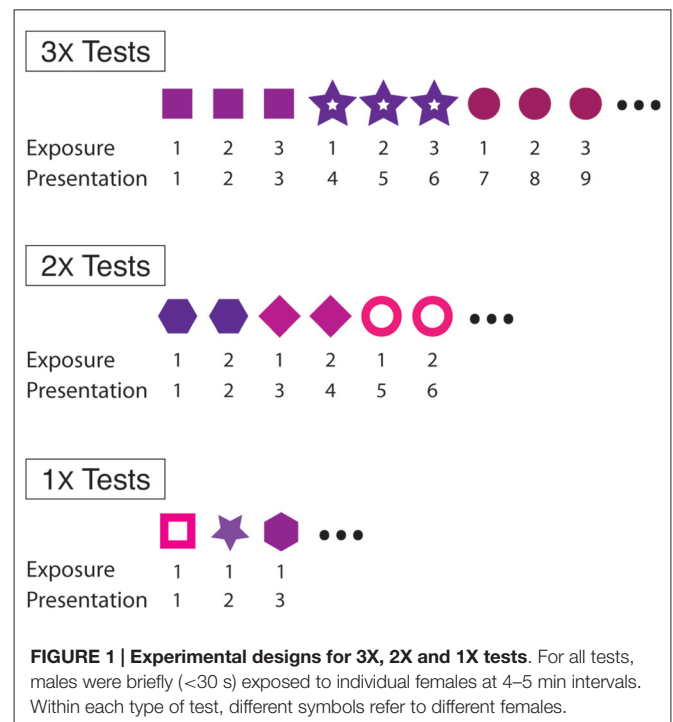 3X Tests
Exposure 1 2 3 1 2 3 1 2 3
Presentation 1 2 3 4 5 6 7 8 9
2X Tests
Exposure 1 2 1 2 1 2
Presentation 1 2 3 4 5 6
1X Tests
Exposure 1 1 1
Presentation 1 2 3
FIGURE 1 | Experimental designs for 3X, 2X and 1X tests. For all tests,
males were briefly (<30 s) exposed to individual females at 4–5 min intervals.
Within each type of test, different symbols refer to different females.